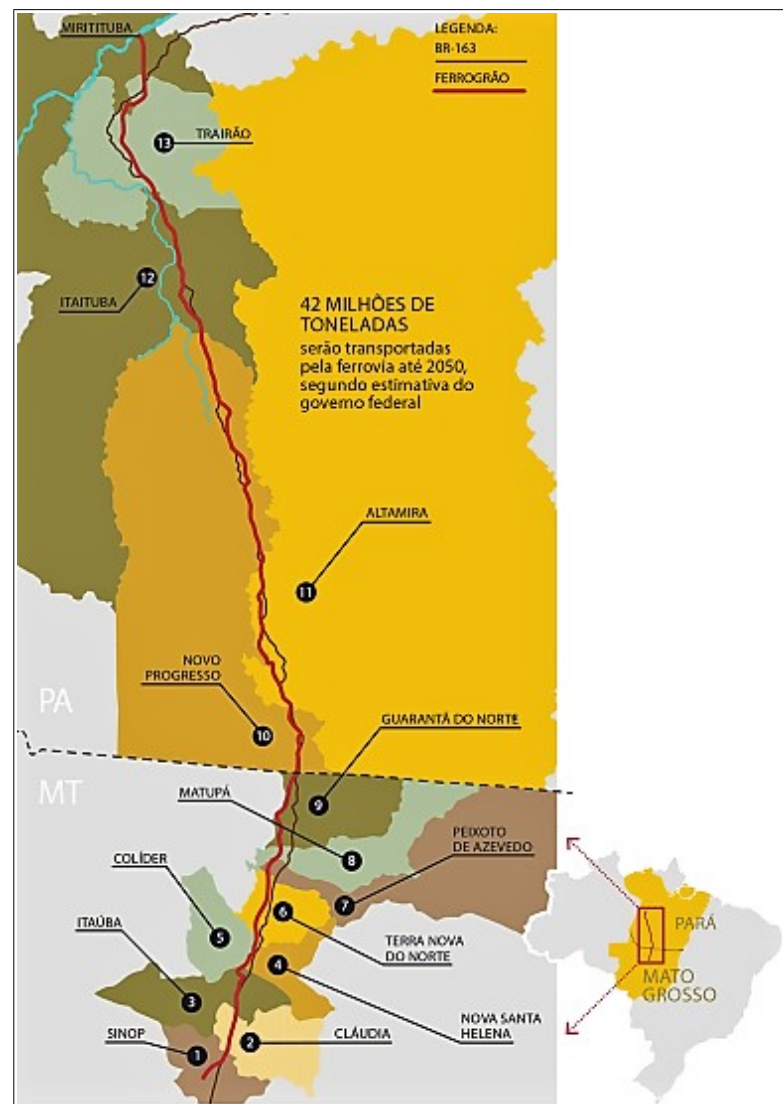 MIRITITUBA
LEGENDA:
BR-163
FERROGRÃO
13
TRAIRÃO
12
ITAITUBA
42 MILHÕES DE
TONELADAS
serão transportadas
pela ferrovia até 2050,
segundo estimativa do
governo federal
ALTAMIRA
11
NOVO
PROGRESSO
PA
10
GUARANTÃ DO NORTE
MT
MATUPÁ
9
PEIXOTO
DE AZEVEDO
COLÍDER
8
7
6
ITAÚBA
5
TERRA NOVA
DO NORTE
4
3
NOVA SANTA
HELENA
SINOP
1
2
CLÁUDIA
PARÁ
MATO
GROSSO